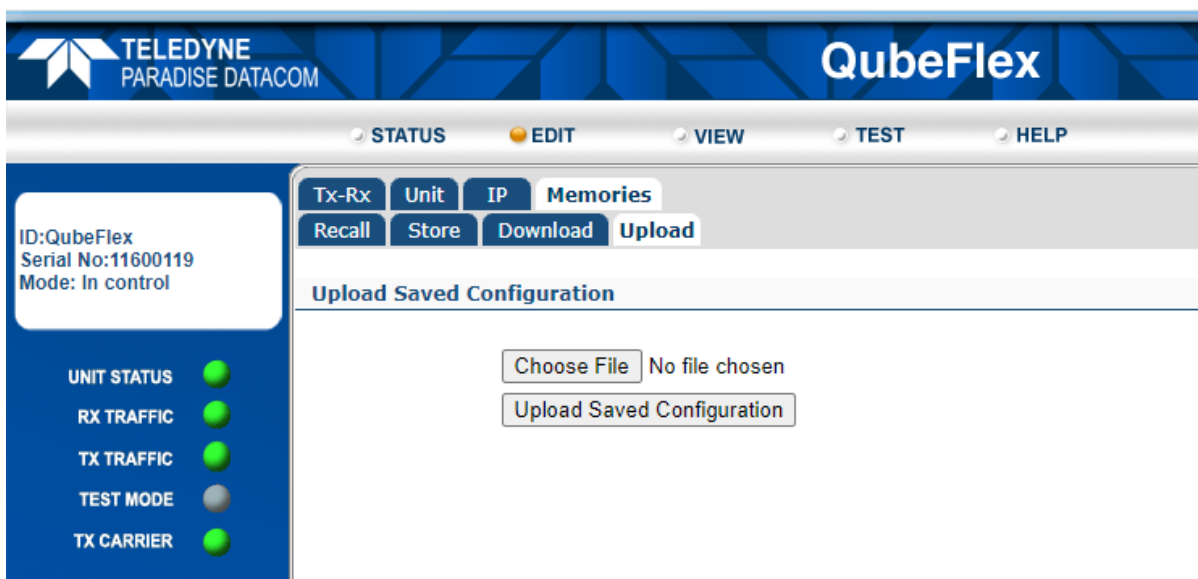 TELEDYNE
PARADISE DATACOM
QubeFlex
STATUS EDIT VIEW TEST HELP
ID:QubeFlex
Serial No:11600119
Mode: In control
UNIT STATUS
RX TRAFFIC
TX TRAFFIC
TEST MODE
TX CARRIER
Tx-Rx Unit IP Memories
Recall Store Download Upload
Upload Saved Configuration
Choose File No file chosen
Upload Saved Configuration